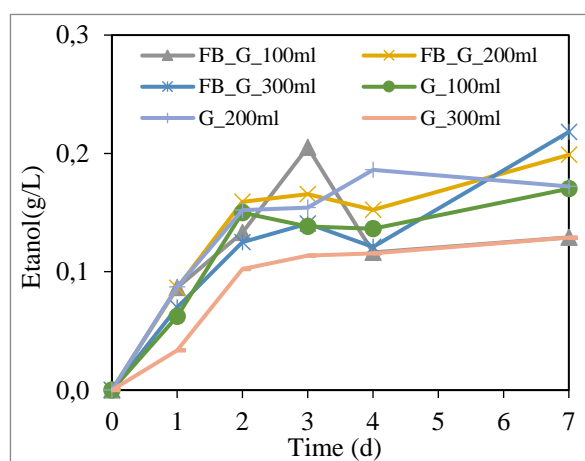 0,3
FB_G_100ml FB_G_200ml
FB_G_300ml G_100ml
G_200ml G_300ml
0,2
0,1
0,0
Etanol(g/L)
0 1 2 3 4 5 6 7
Time (d)